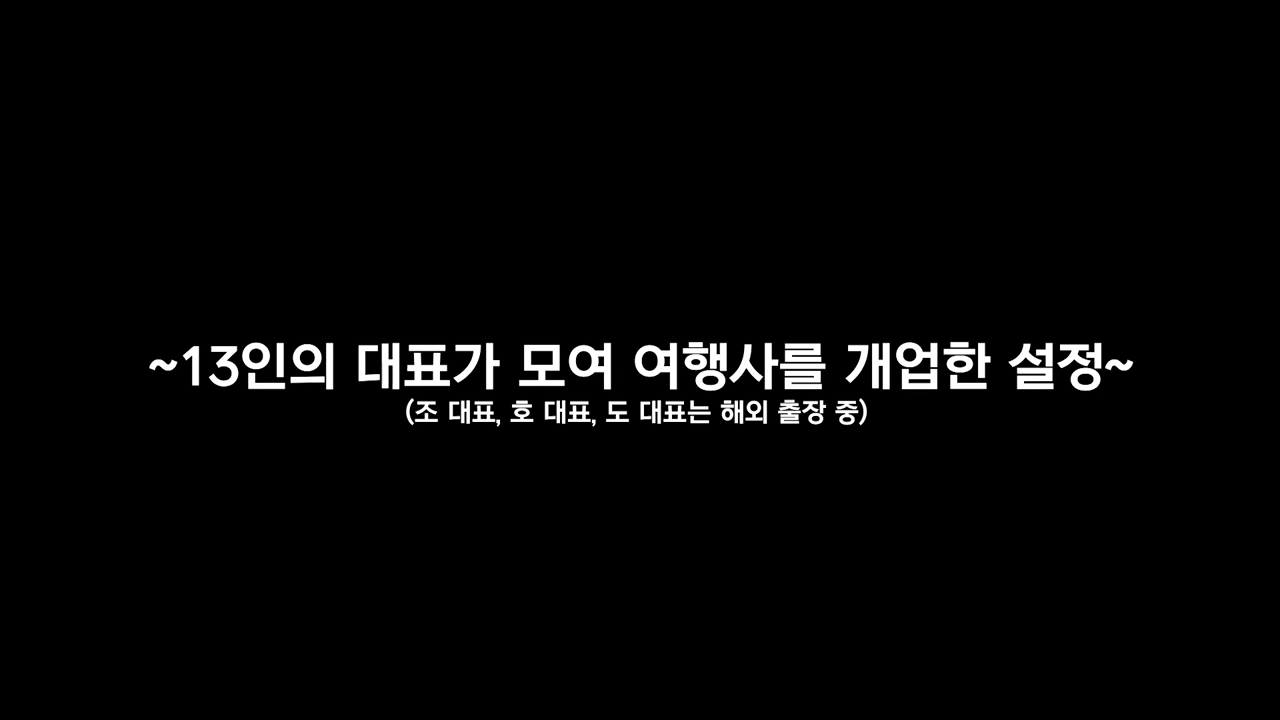 ~13인의 대표가 모여 여행사를 개업한 설정~
(조 대표, 호 대표, 도 대표는 해외 출장 중)